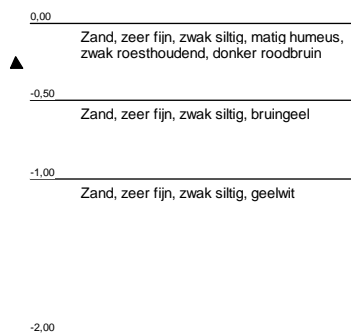 0,00
Zand, zeer fijn, zwak siltig, matig humeus,
zwak roesthoudend, donker roodbruin
-0,50
Zand, zeer fijn, zwak siltig, bruingeel
-1,00
Zand, zeer fijn, zwak siltig, geelwit
-2,00